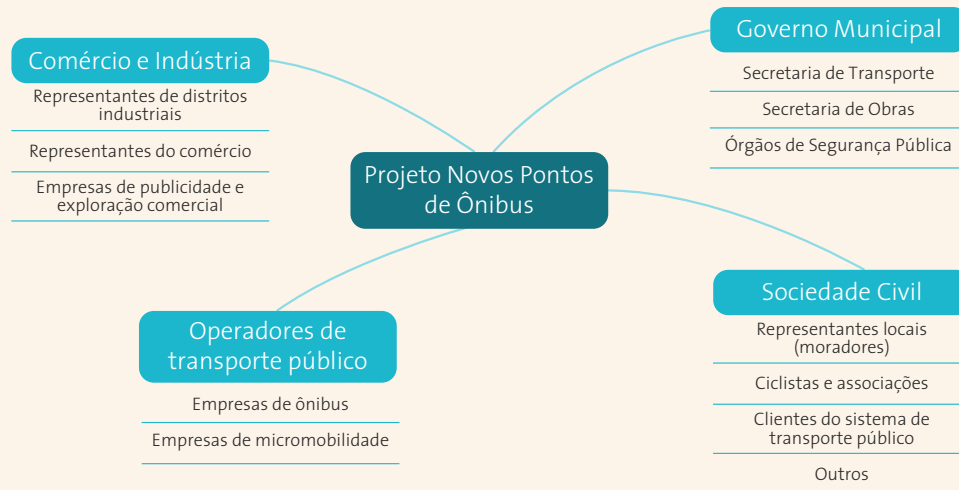 Comércio e Indústria
Representantes de distritos
industriais
Representantes do comércio
Empresas de publicidade e
exploração comercial
Governo Municipal
Secretaria de Transporte
Secretaria de Obras
Órgãos de Segurança Pública
Projeto Novos Pontos
de Ônibus
Operadores de
transporte público
Empresas de ônibus
Empresas de micromobilidade
Sociedade Civil
Representantes locais
(moradores)
Ciclistas e associações
Clientes do sistema de
transporte público
Outros